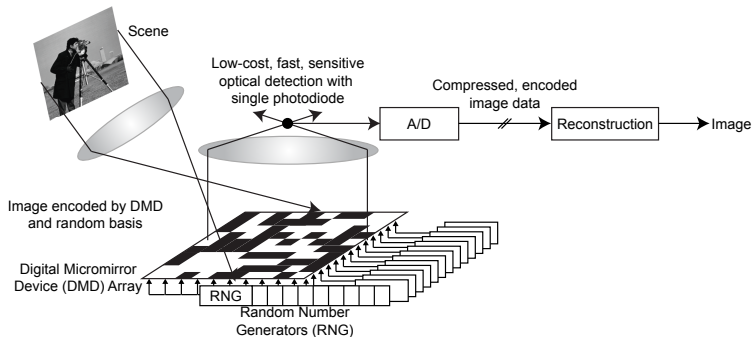 Scene
Low-cost, fast, sensitive
optical detection with
single photodiode
Compressed, encoded
image data
A/D
Reconstruction
Image
Image encoded by DMD
and random basis
Digital Micromirror
Device (DMD) Array
RNG
Random Number
Generators (RNG)